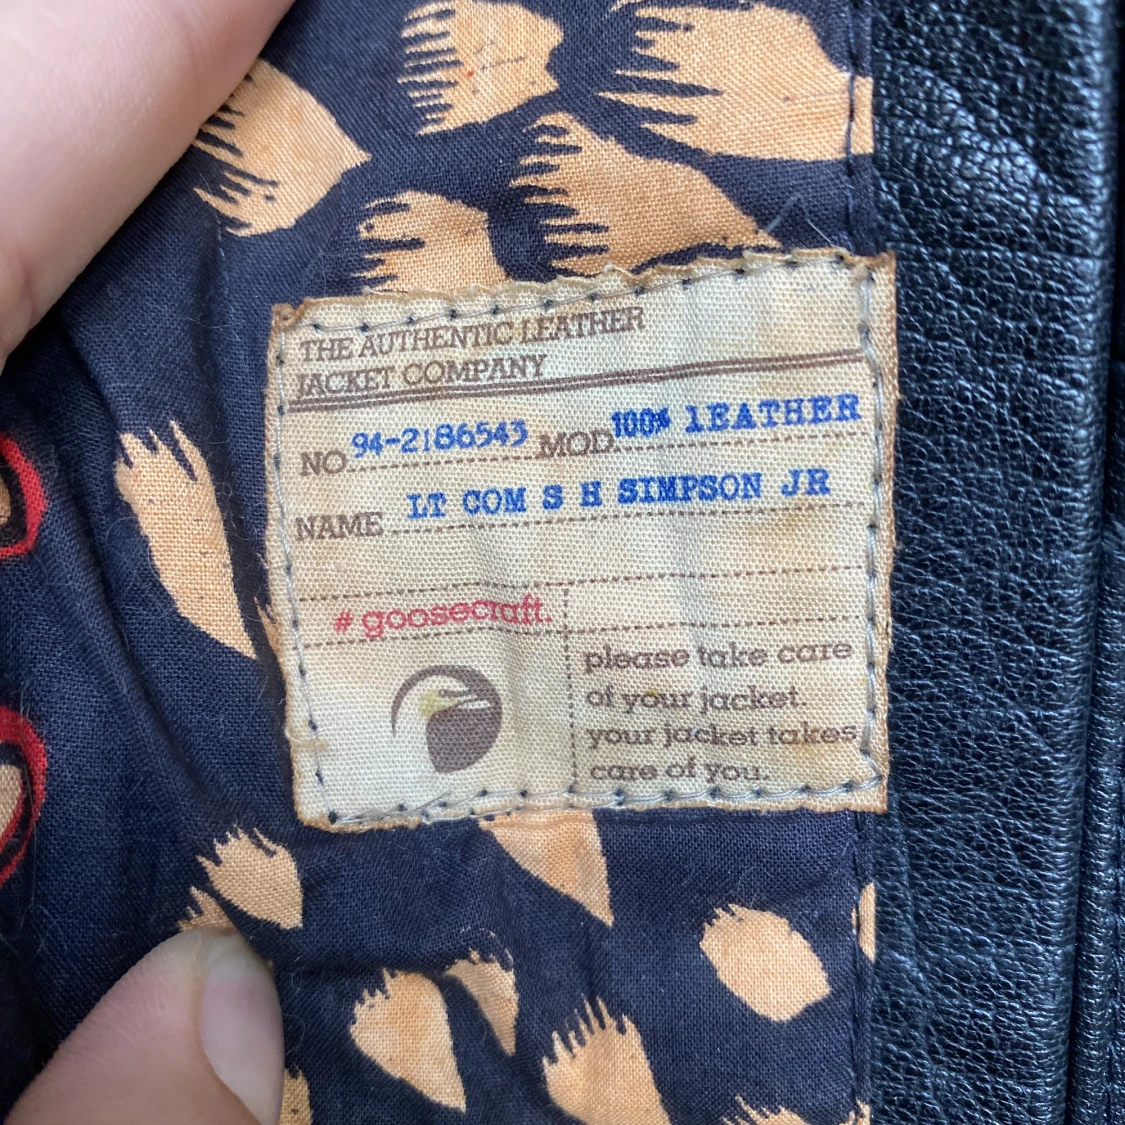 THE AUTHENTIC LEATHER
JACKET COMPANY
NO. 94-2186543 MOD. 100% lEATHER
NAME LT COM S H SIMPSON JR
# goosecraft.
please take care
of your jacket.
your jacket takes
care of you.